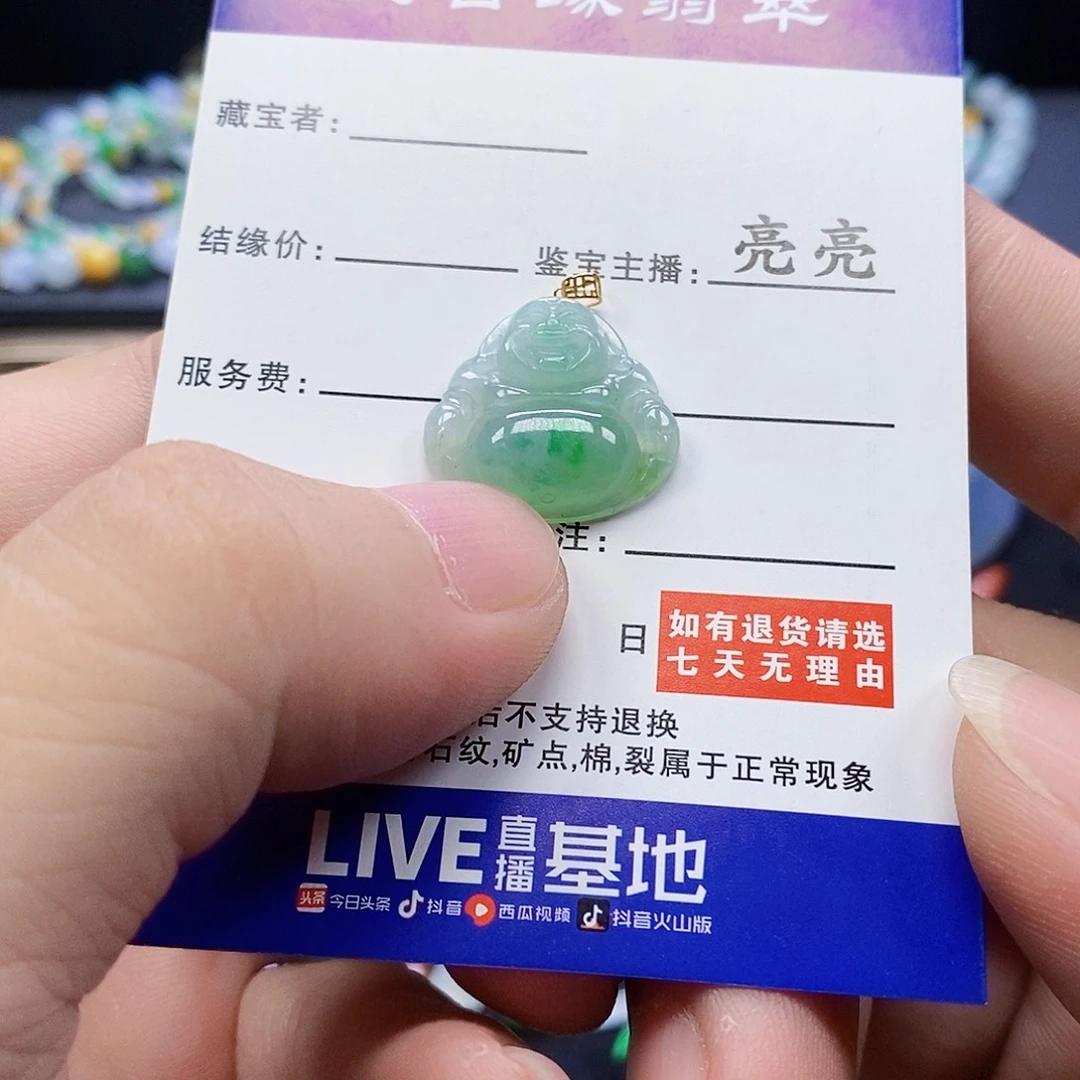 翡翠
藏宝者：
结缘价： 鉴宝主播： 亮亮
服务费：
注：
日 如有退货请选
七天无理由
后不支持退换
石纹,矿点,棉,裂属于正常现象
LIVE 直播 基地
头条 今日头条 抖音 西瓜视频 抖音火山版